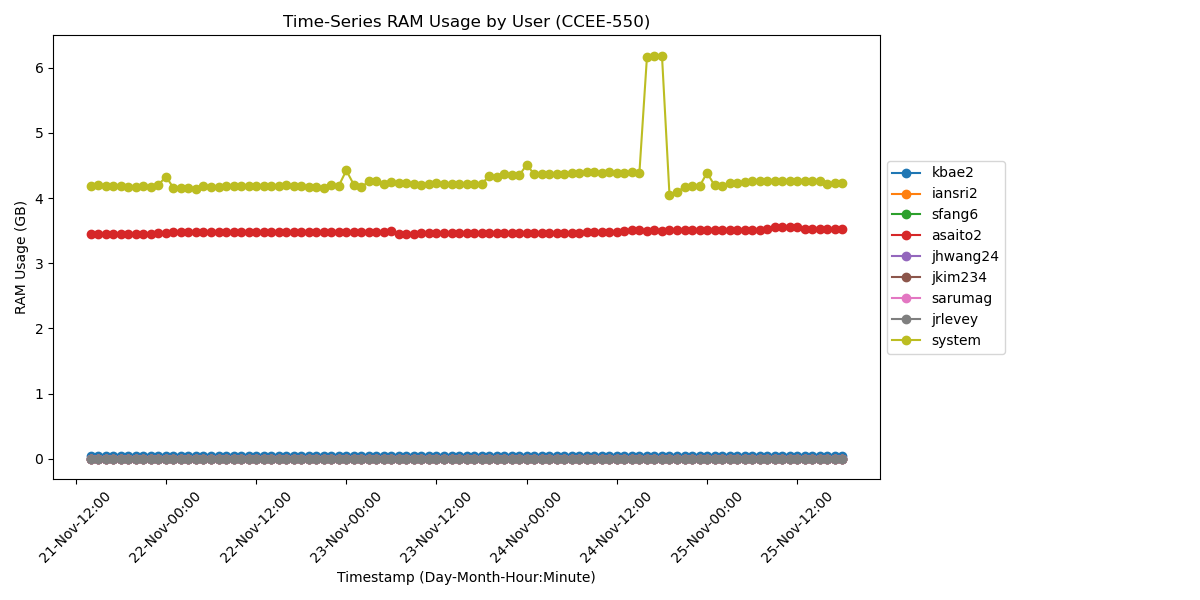 Time-Series RAM Usage by User (CCEE-550)
RAM Usage (GB)
6
5
4
3
2
1
0
21-Nov-12:00
22-Nov-00:00
22-Nov-12:00
23-Nov-00:00
23-Nov-12:00
24-Nov-00:00
24-Nov-12:00
25-Nov-00:00
25-Nov-12:00
Timestamp (Day-Month-Hour:Minute)
kbae2
iansri2
sfang6
asaito2
jhwang24
jkim234
sarumag
jrlevey
system